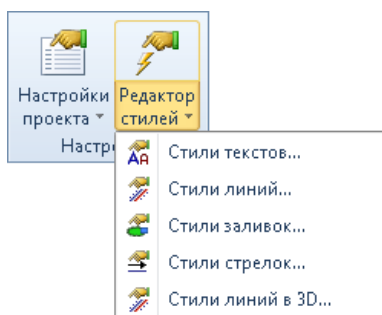 Настройки проекта
Редактор стилей
Настр
Стили текстов...
Стили линий...
Стили заливок...
Стили стрелок...
Стили линий в 3D...